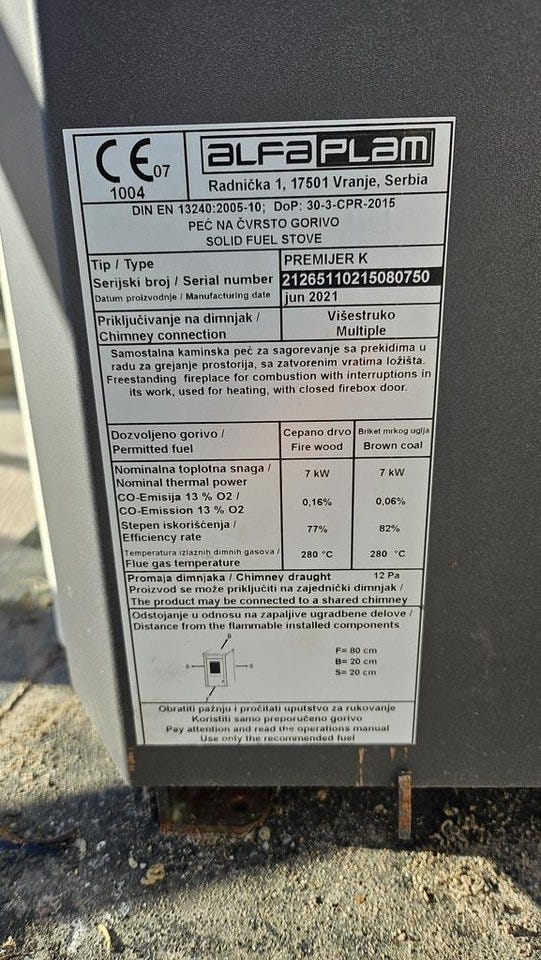 CE 07
1004
ALFAPLAM
Radnička 1, 17501 Vranje, Serbia
DIN EN 13240:2005-10; DoP: 30-3-CPR-2015
PEĆ NA ČVRSTO GORIVO
SOLID FUEL STOVE
Tip / Type PREMIJER K
Serijski broj / Serial number 21265110215080750
Datum proizvodnje / Manufacturing date jun 2021
Priključivanje na dimnjak / Višestruko
Chimney connection Multiple
Samostalna kaminska peć za sagorevanje sa prekidima u
radu za grejanje prostorija, sa zatvorenim vratima ložišta.
Freestanding fireplace for combustion with interruptions in
its work, used for heating, with closed firebox door.
Dozvoljeno gorivo / Cepano drvo Briket mrkog uglja
Permitted fuel Fire wood Brown coal
Nominalna toplotna snaga /
Nominal thermal power 7 kW 7 kW
CO-Emisija 13 % O2 /
CO-Emission 13 % O2 0,16% 0,06%
Stepen iskorišćenja /
Efficiency rate 77% 82%
Temperatura izlaznih dimnih gasova /
Flue gas temperature 280 °C 280 °C
Promaja dimnjaka / Chimney draught 12 Pa
Proizvod se može priključiti na zajednički dimnjak /
The product may be connected to a shared chimney
Odstojanje u odnosu na zapaljive ugradbene delove /
Distance from the flammable installed components
B
S S
F
F= 80 cm
B= 20 cm
S= 20 cm
Obratiti pažnju i pročitati uputstvo za rukovanje
Koristiti samo preporučeno gorivo
Pay attention and read the operations manual
Use only the recommended fuel